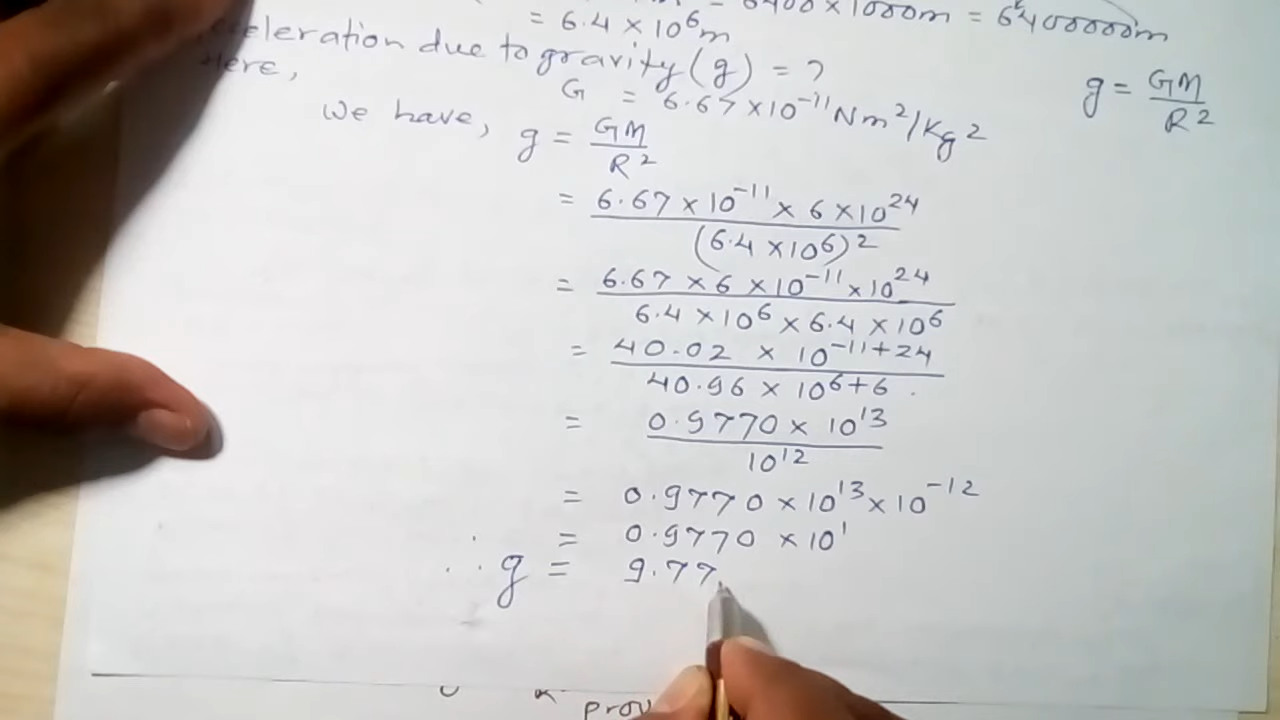 6400 × 1000m = 6400000m
= 6.4 × 10⁶m
acceleration due to gravity (g) = ?
Here,
G = 6.67 × 10⁻¹¹ Nm²/Kg²
g = GM/R²
We have, g = GM/R²
= 6.67 × 10⁻¹¹ × 6 × 10²⁴ / (6.4 × 10⁶)²
= 6.67 × 6 × 10⁻¹¹ × 10²⁴ / 6.4 × 10⁶ × 6.4 × 10⁶
= 40.02 × 10⁻¹¹⁺²⁴ / 40.96 × 10⁶⁺⁶
= 0.9770 × 10¹³ / 10¹²
= 0.9770 × 10¹³ × 10⁻¹²
= 0.9770 × 10¹
∴ g = 9.77